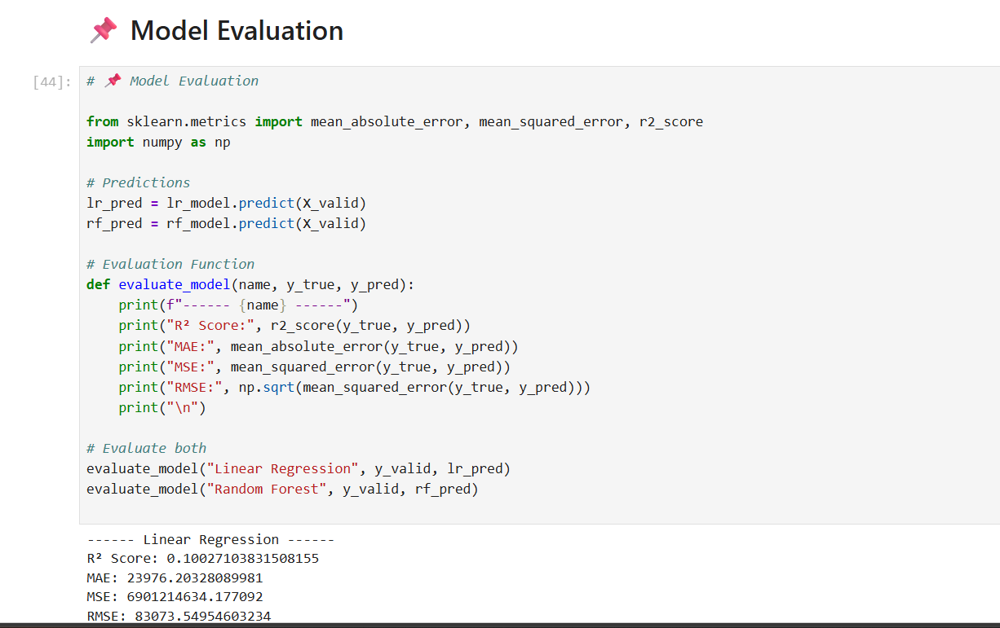 📌 Model Evaluation
[44]:
# 📌 Model Evaluation
from sklearn.metrics import mean_absolute_error, mean_squared_error, r2_score
import numpy as np
# Predictions
lr_pred = lr_model.predict(X_valid)
rf_pred = rf_model.predict(X_valid)
# Evaluation Function
def evaluate_model(name, y_true, y_pred):
    print(f"------ {name} ------")
    print("R² Score:", r2_score(y_true, y_pred))
    print("MAE:", mean_absolute_error(y_true, y_pred))
    print("MSE:", mean_squared_error(y_true, y_pred))
    print("RMSE:", np.sqrt(mean_squared_error(y_true, y_pred)))
    print("\n")
# Evaluate both
evaluate_model("Linear Regression", y_valid, lr_pred)
evaluate_model("Random Forest", y_valid, rf_pred)
------ Linear Regression ------
R² Score: 0.10027103831508155
MAE: 23976.20328089981
MSE: 6901214634.177092
RMSE: 83073.54954603234